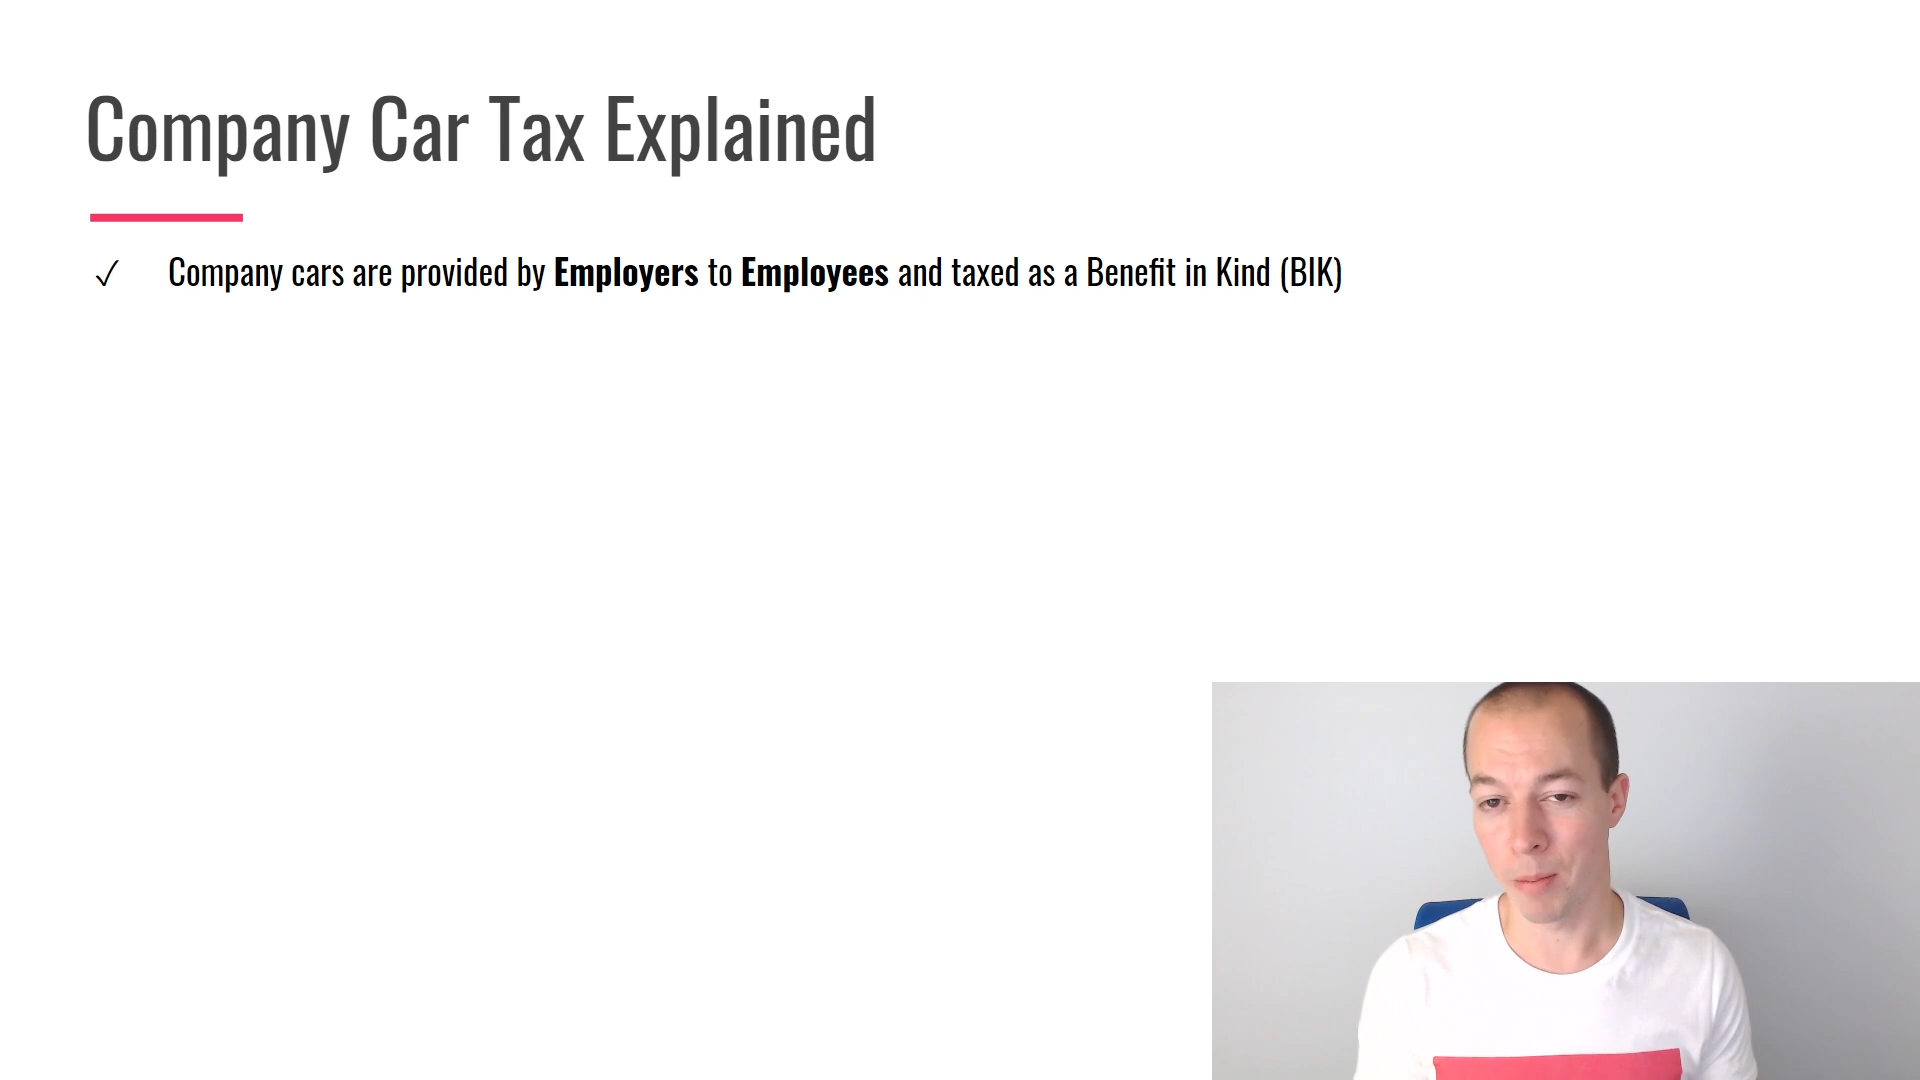 Company Car Tax Explained
✓ Company cars are provided by Employers to Employees and taxed as a Benefit in Kind (BIK)